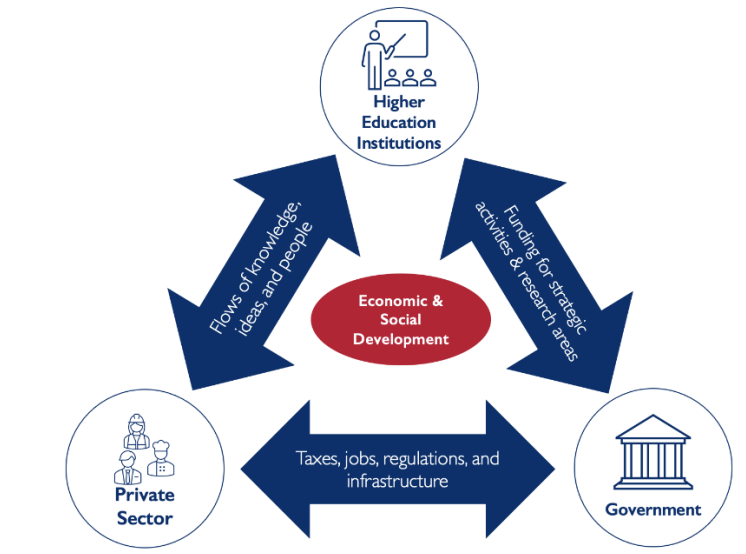 Higher
Education
Institutions
Flows of knowledge,
ideas, and people
Funding for strategic
activities & research areas
Economic &
Social
Development
Private
Sector
Taxes, jobs, regulations, and
infrastructure
Government